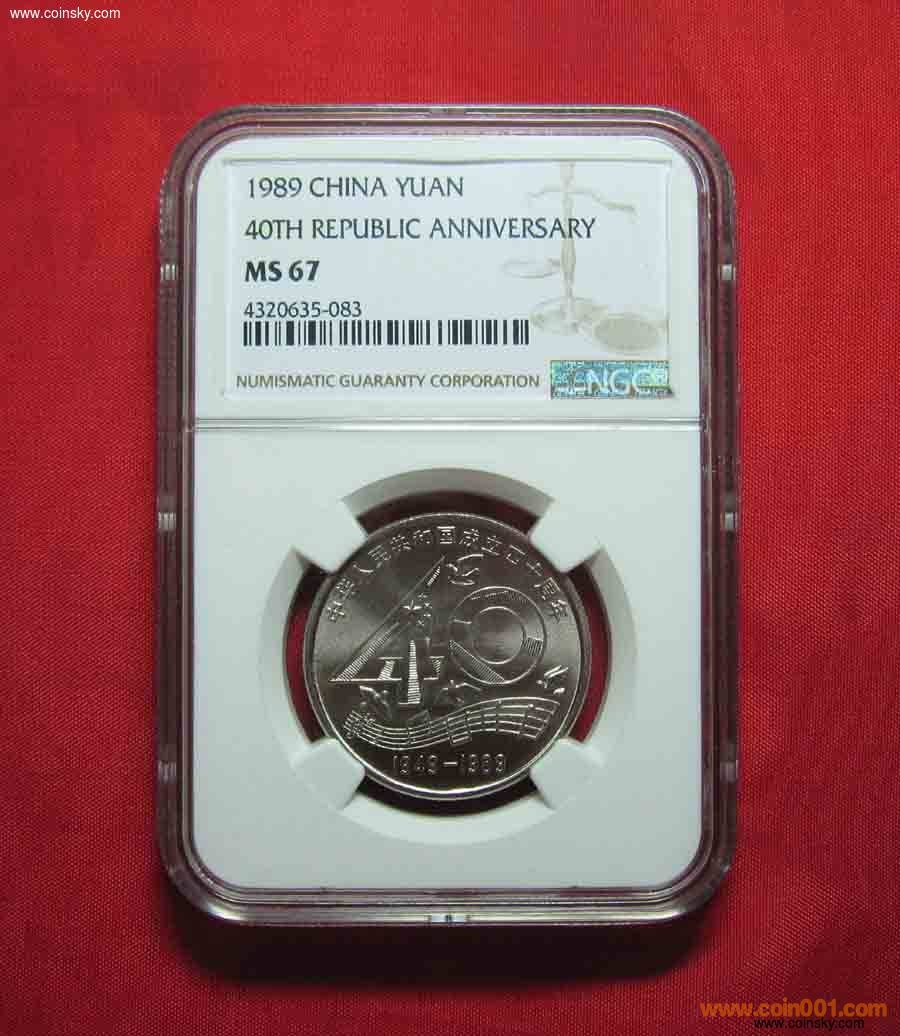 www.coinsky.com
1989 CHINA YUAN
40TH REPUBLIC ANNIVERSARY
MS 67
4320635-083
NUMISMATIC GUARANTY CORPORATION
NGC
中华人民共和国成立四十周年
40
1949-1989
www.coin001.com
www.coinsky.com